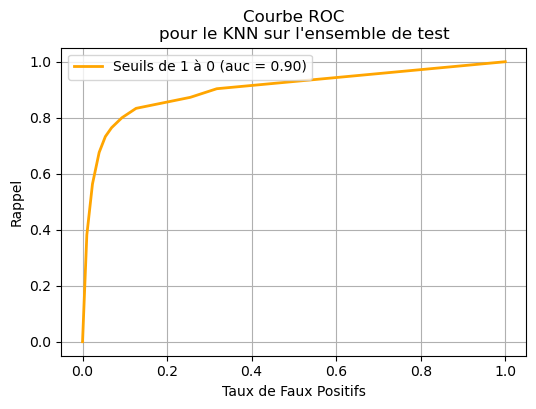 Courbe ROC
pour le KNN sur l'ensemble de test
Seuils de 1 à 0 (auc = 0.90)
1.0
0.8
0.6
0.4
0.2
0.0
Rappel
0.0 0.2 0.4 0.6 0.8 1.0
Taux de Faux Positifs